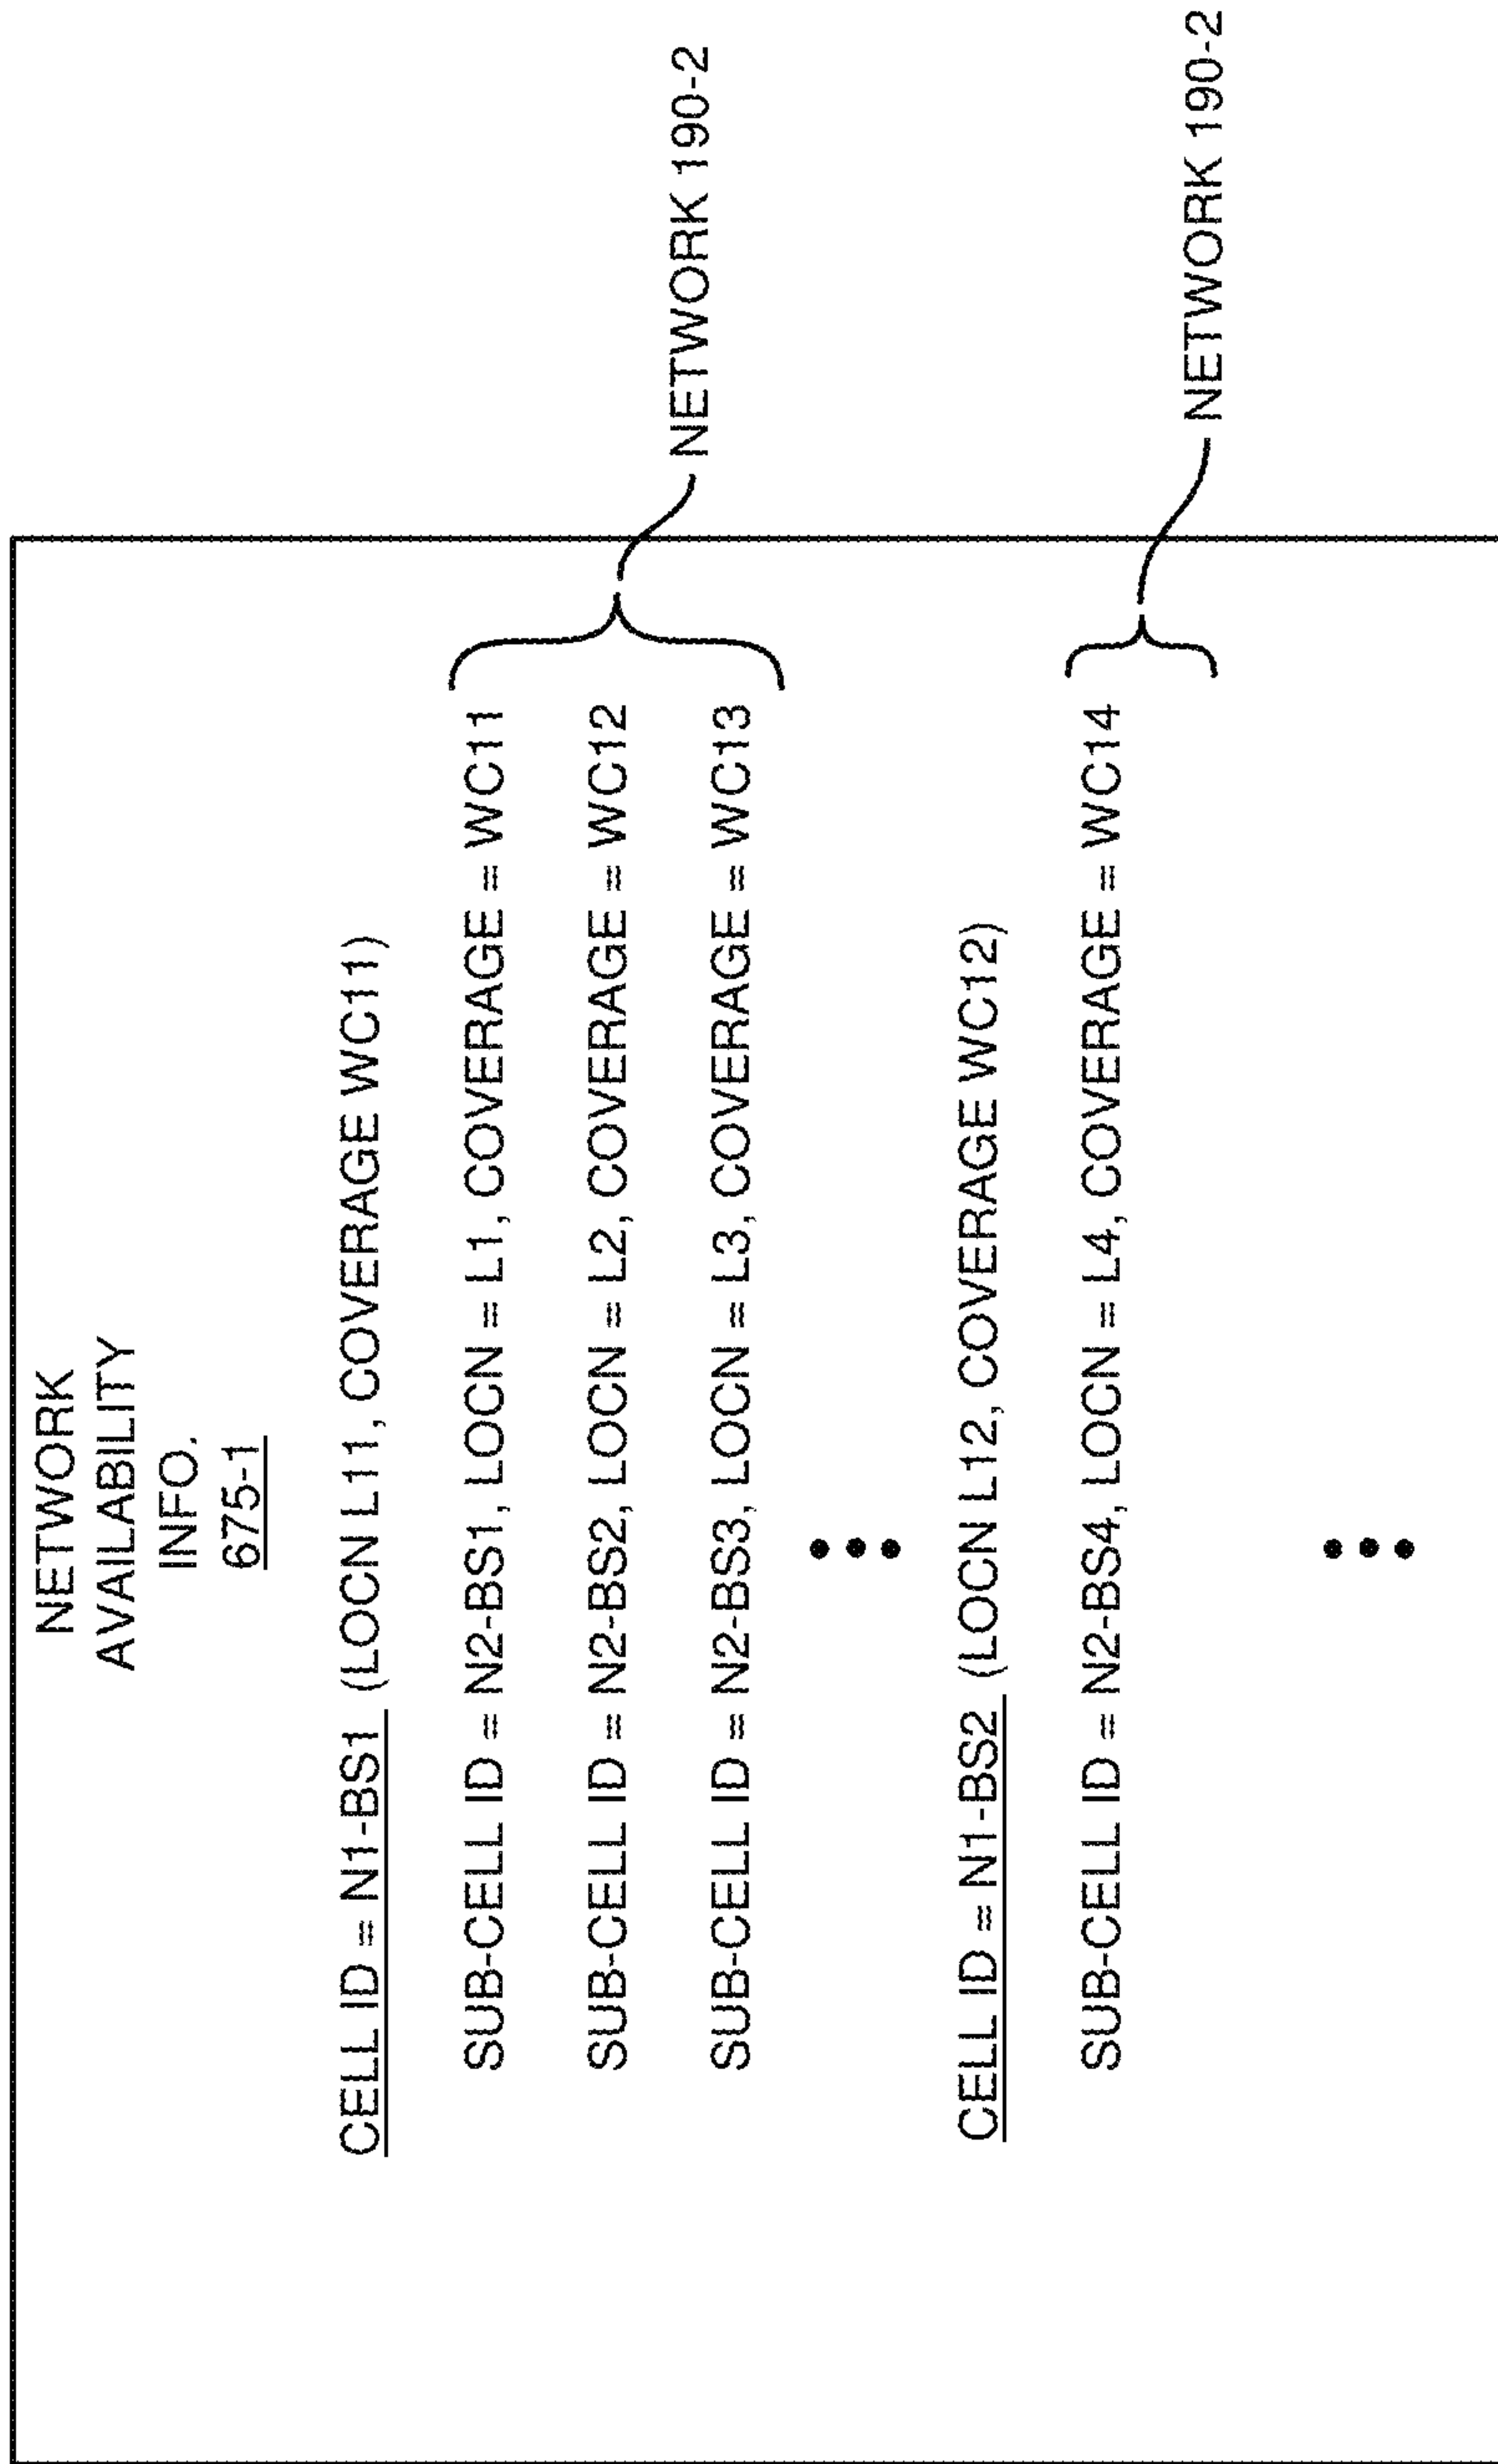 NETWORK
AVAILABILITY
INFO.
675-1
CELL ID = N1-BS1 (LOCN L11, COVERAGE WC11)
SUB-CELL ID = N2-BS1, LOCN = L1, COVERAGE = WC11
SUB-CELL ID = N2-BS2, LOCN = L2, COVERAGE = WC12
SUB-CELL ID = N2-BS3, LOCN = L3, COVERAGE = WC13
NETWORK 190-2
CELL ID = N1-BS2 (LOCN L12, COVERAGE WC12)
SUB-CELL ID = N2-BS4, LOCN = L4, COVERAGE = WC14
NETWORK 190-2